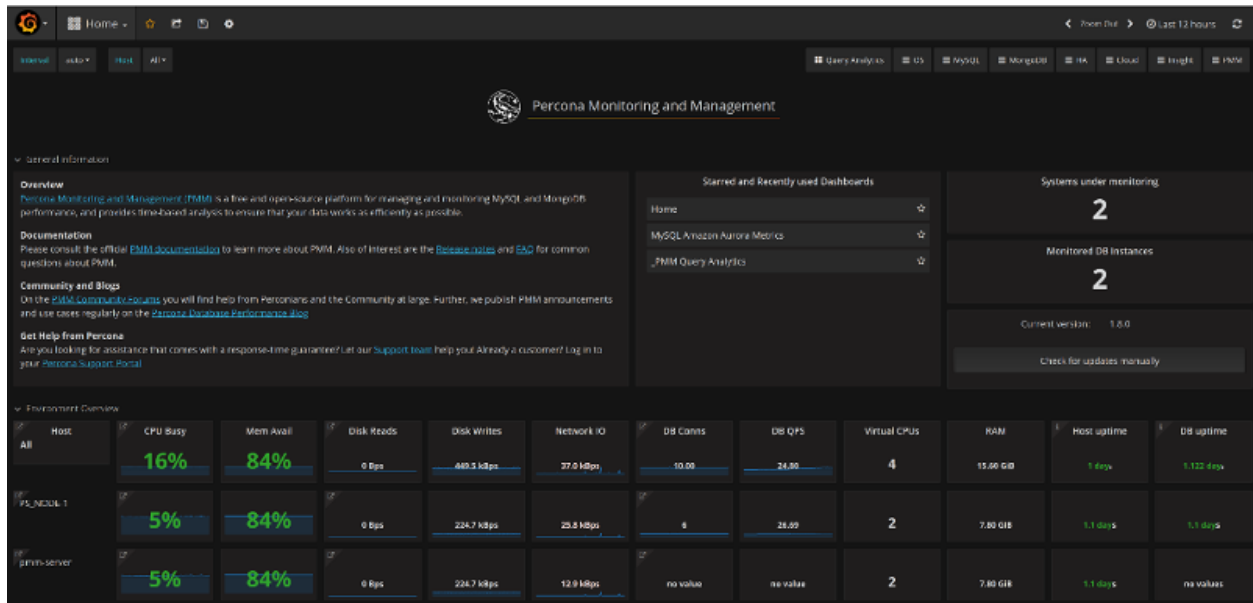 Home
Zoom Out Last 12 hours
Interval auto Host All Query Analytics OS MySQL MongoDB HA Cloud Insight PMM
Percona Monitoring and Management
General information
Overview
Percona Monitoring and Management (PMM) is a free and open-source platform for managing and monitoring MySQL and MongoDB
performance, and provides time-based analysis to ensure that your data works as efficiently as possible.
Documentation
Please consult the official PMM documentation to learn more about PMM. Also of interest are the Release notes and FAQ for common
questions about PMM.
Community and Blogs
On the PMM Community Forums you will find help from Perconians and the Community at large. Further, we publish PMM announcements
and use cases regularly on the Percona Database Performance Blog
Get Help from Percona
Are you looking for assistance that comes with a response-time guarantee? Let our Support team help you! Already a customer? Log in to
your Percona Support Portal
Starred and Recently used Dashboards
Home
MySQL Amazon Aurora Metrics
_PMM Query Analytics
Systems under monitoring
2
Monitored DB Instances
2
Current version: 1.8.0
Check for updates manually
Environment Overview
Host CPU Busy Mem Avail Disk Reads Disk Writes Network IO DB Conns DB QPS Virtual CPUs RAM Host uptime DB uptime
All 16% 84% 0 Bps 449.5 kBps 37.0 kBps 10.00 24.80 4 15.60 GiB 1 days 1.122 days
PS_NODE-1 5% 84% 0 Bps 224.7 kBps 25.8 kBps 6 26.69 2 7.80 GiB 1.1 days 1.1 days
pmm-server 5% 84% 0 Bps 224.7 kBps 12.9 kBps no value no value 2 7.80 GiB 1.1 days no values